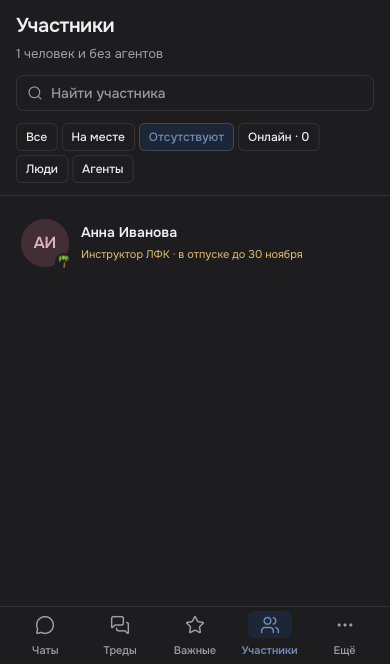 Участники
1 человек и без агентов
Найти участника
Все
На месте
Отсутствуют
Онлайн · 0
Люди
Агенты
АИ
Анна Иванова
Инструктор ЛФК · в отпуске до 30 ноября
Чаты
Треды
Важные
Участники
Ещё